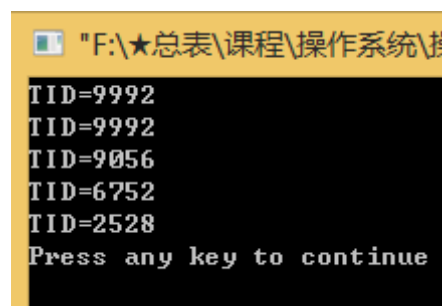 "F:\★总表\课程\操作系统\
TID=9992
TID=9992
TID=9056
TID=6752
TID=2528
Press any key to continue